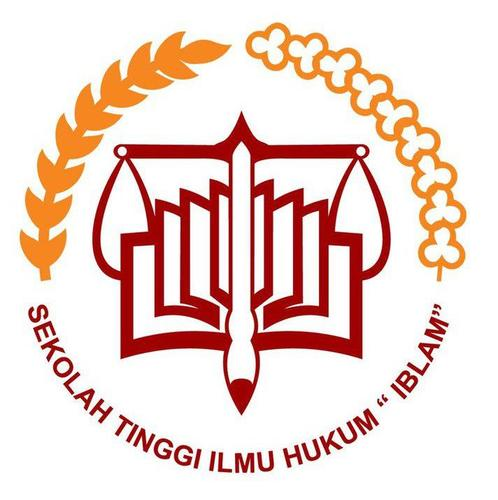 SEKOLAH TINGGI ILMU HUKUM “ IBLAM”